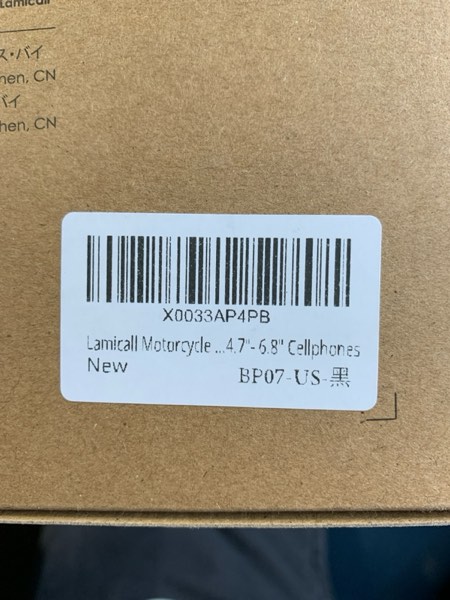 Lamicall
ス・バイ
hen, CN
バイ
hen, CN
X0033AP4PB
Lamicall Motorcycle ...4.7"- 6.8" Cellphones
New
BP07-US-黑